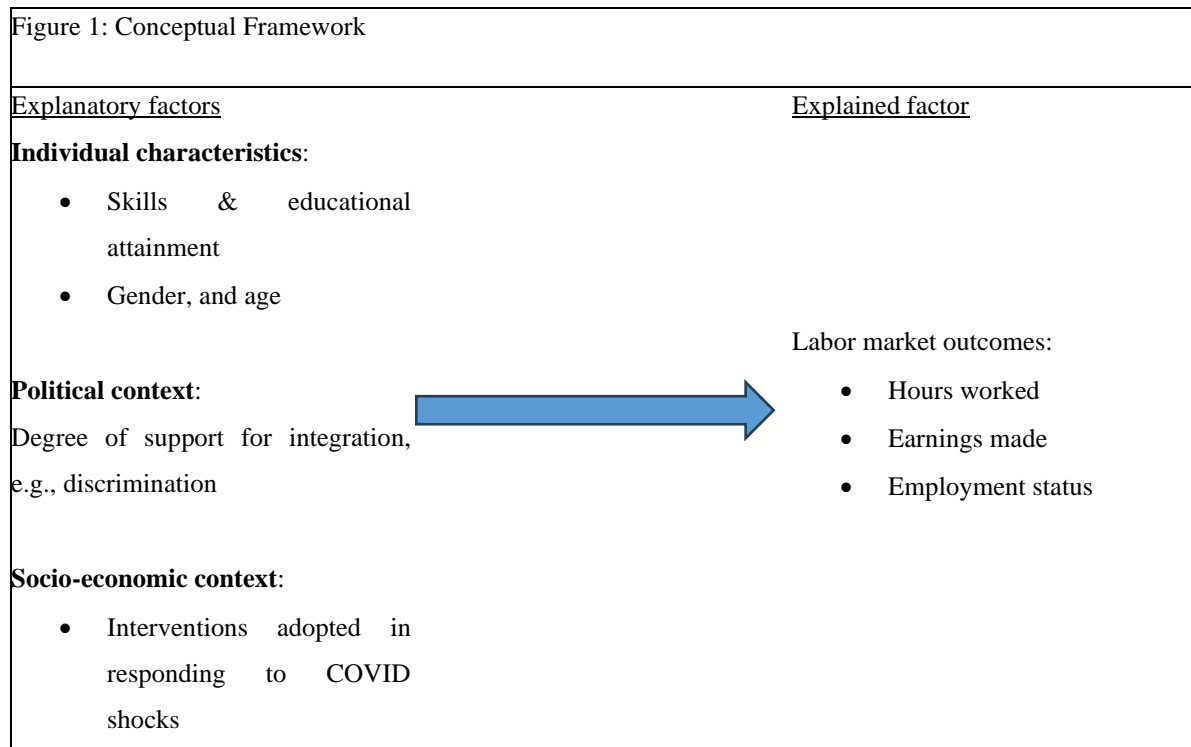 Figure 1: Conceptual Framework
Explanatory factors
Individual characteristics:
• Skills & educational
attainment
• Gender, and age
Political context:
Degree of support for integration,
e.g., discrimination
Socio-economic context:
• Interventions adopted in
responding to COVID
shocks
Explained factor
Labor market outcomes:
• Hours worked
• Earnings made
• Employment status